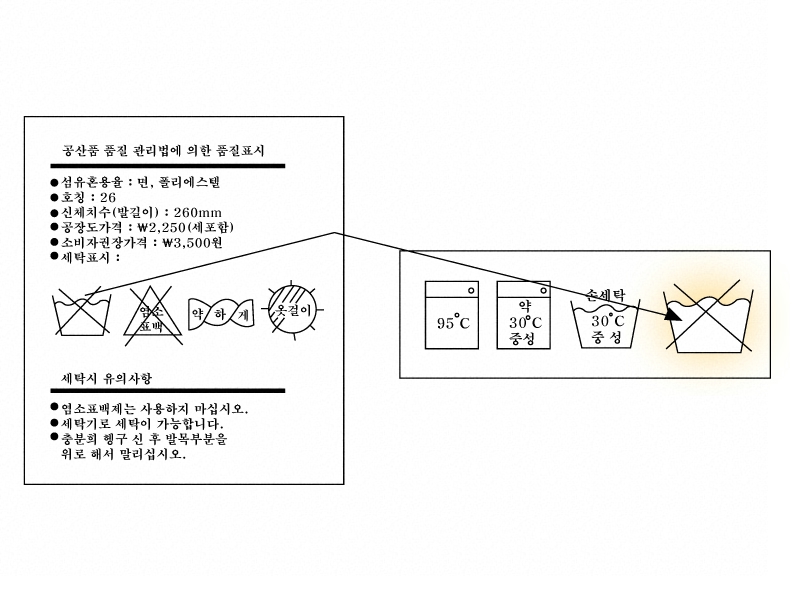 공산품 품질 관리법에 의한 품질표시
●섬유혼용율 : 면, 폴리에스텔
●호칭 : 26
●신체치수(발길이) : 260mm
●공장도가격 : ₩2,250(세포함)
●소비자권장가격 : ₩3,500원
●세탁표시 :
염소
표백
약 하 게
옷걸이
세탁시 유의사항
●염소표백제는 사용하지 마십시오.
●세탁기로 세탁이 가능합니다.
●충분희 헹구 신 후 발목부분을
위로 해서 말리십시오.
95°C
약
30°C
중성
손세탁
30°C
중 성